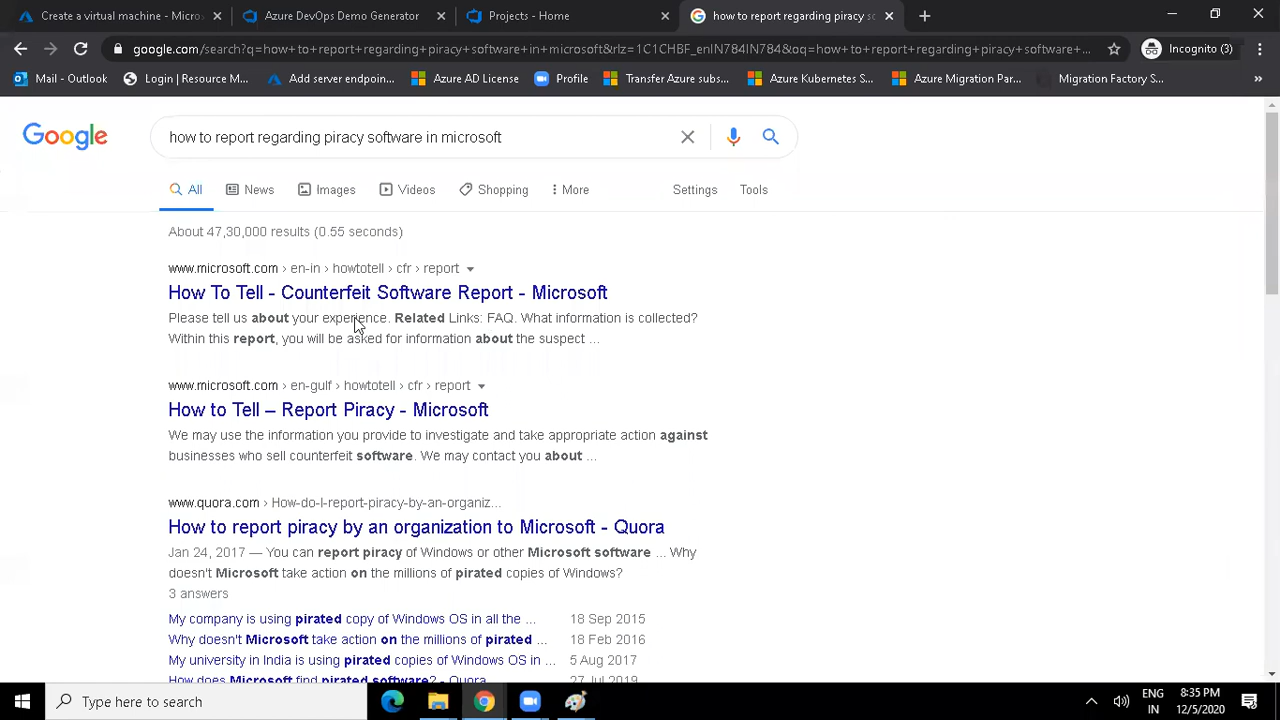 Create a virtual machine - Micros
Azure DevOps Demo Generator
Projects - Home
how to report regarding piracy so
google.com/search?q=how+to+report+regarding+piracy+software+in+microsoft&rlz=1C1CHBF_enIN784IN784&oq=how+to+report+regarding+piracy+software+...
Incognito (3)
Mail - Outlook
Login | Resource M...
Add server endpoin...
Azure AD License
Profile
Transfer Azure subs...
Azure Kubernetes S...
Azure Migration Par...
Migration Factory S...
»
Google
how to report regarding piracy software in microsoft
All
News
Images
Videos
Shopping
More
Settings
Tools
About 47,30,000 results (0.55 seconds)
www.microsoft.com › en-in › howtotell › cfr › report
How To Tell - Counterfeit Software Report - Microsoft
Please tell us about your experience. Related Links: FAQ. What information is collected?
Within this report, you will be asked for information about the suspect ...
www.microsoft.com › en-gulf › howtotell › cfr › report
How to Tell – Report Piracy - Microsoft
We may use the information you provide to investigate and take appropriate action against
businesses who sell counterfeit software. We may contact you about ...
www.quora.com › How-do-I-report-piracy-by-an-organiz...
How to report piracy by an organization to Microsoft - Quora
Jan 24, 2017 — You can report piracy of Windows or other Microsoft software ... Why
doesn't Microsoft take action on the millions of pirated copies of Windows?
3 answers
My company is using pirated copy of Windows OS in all the ... 18 Sep 2015
Why doesn't Microsoft take action on the millions of pirated ... 18 Feb 2016
My university in India is using pirated copies of Windows OS in ... 5 Aug 2017
How does Microsoft find pirated software? - Quora 27 Jul 2019
Type here to search
ENG
IN
8:35 PM
12/5/2020